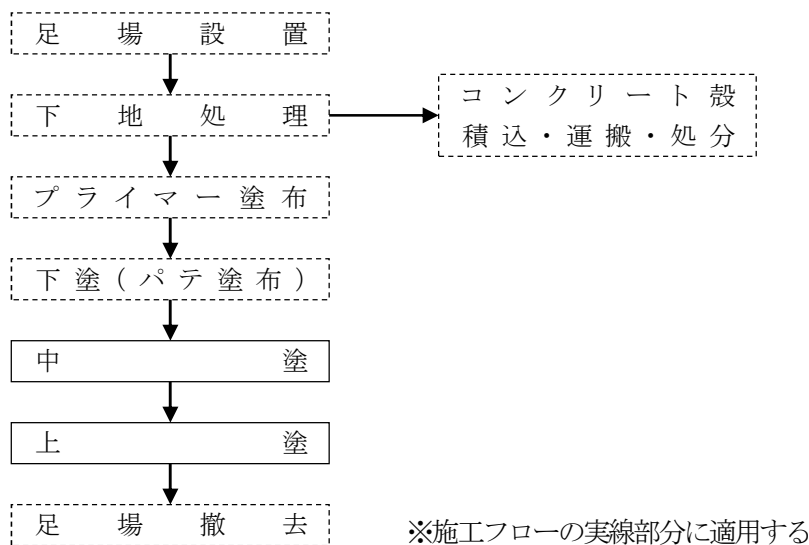 足場設置
下地処理
コンクリート殻
積込・運搬・処分
プライマー塗布
下塗(パテ塗布)
中塗
上塗
足場撤去
※施工フローの実線部分に適用する